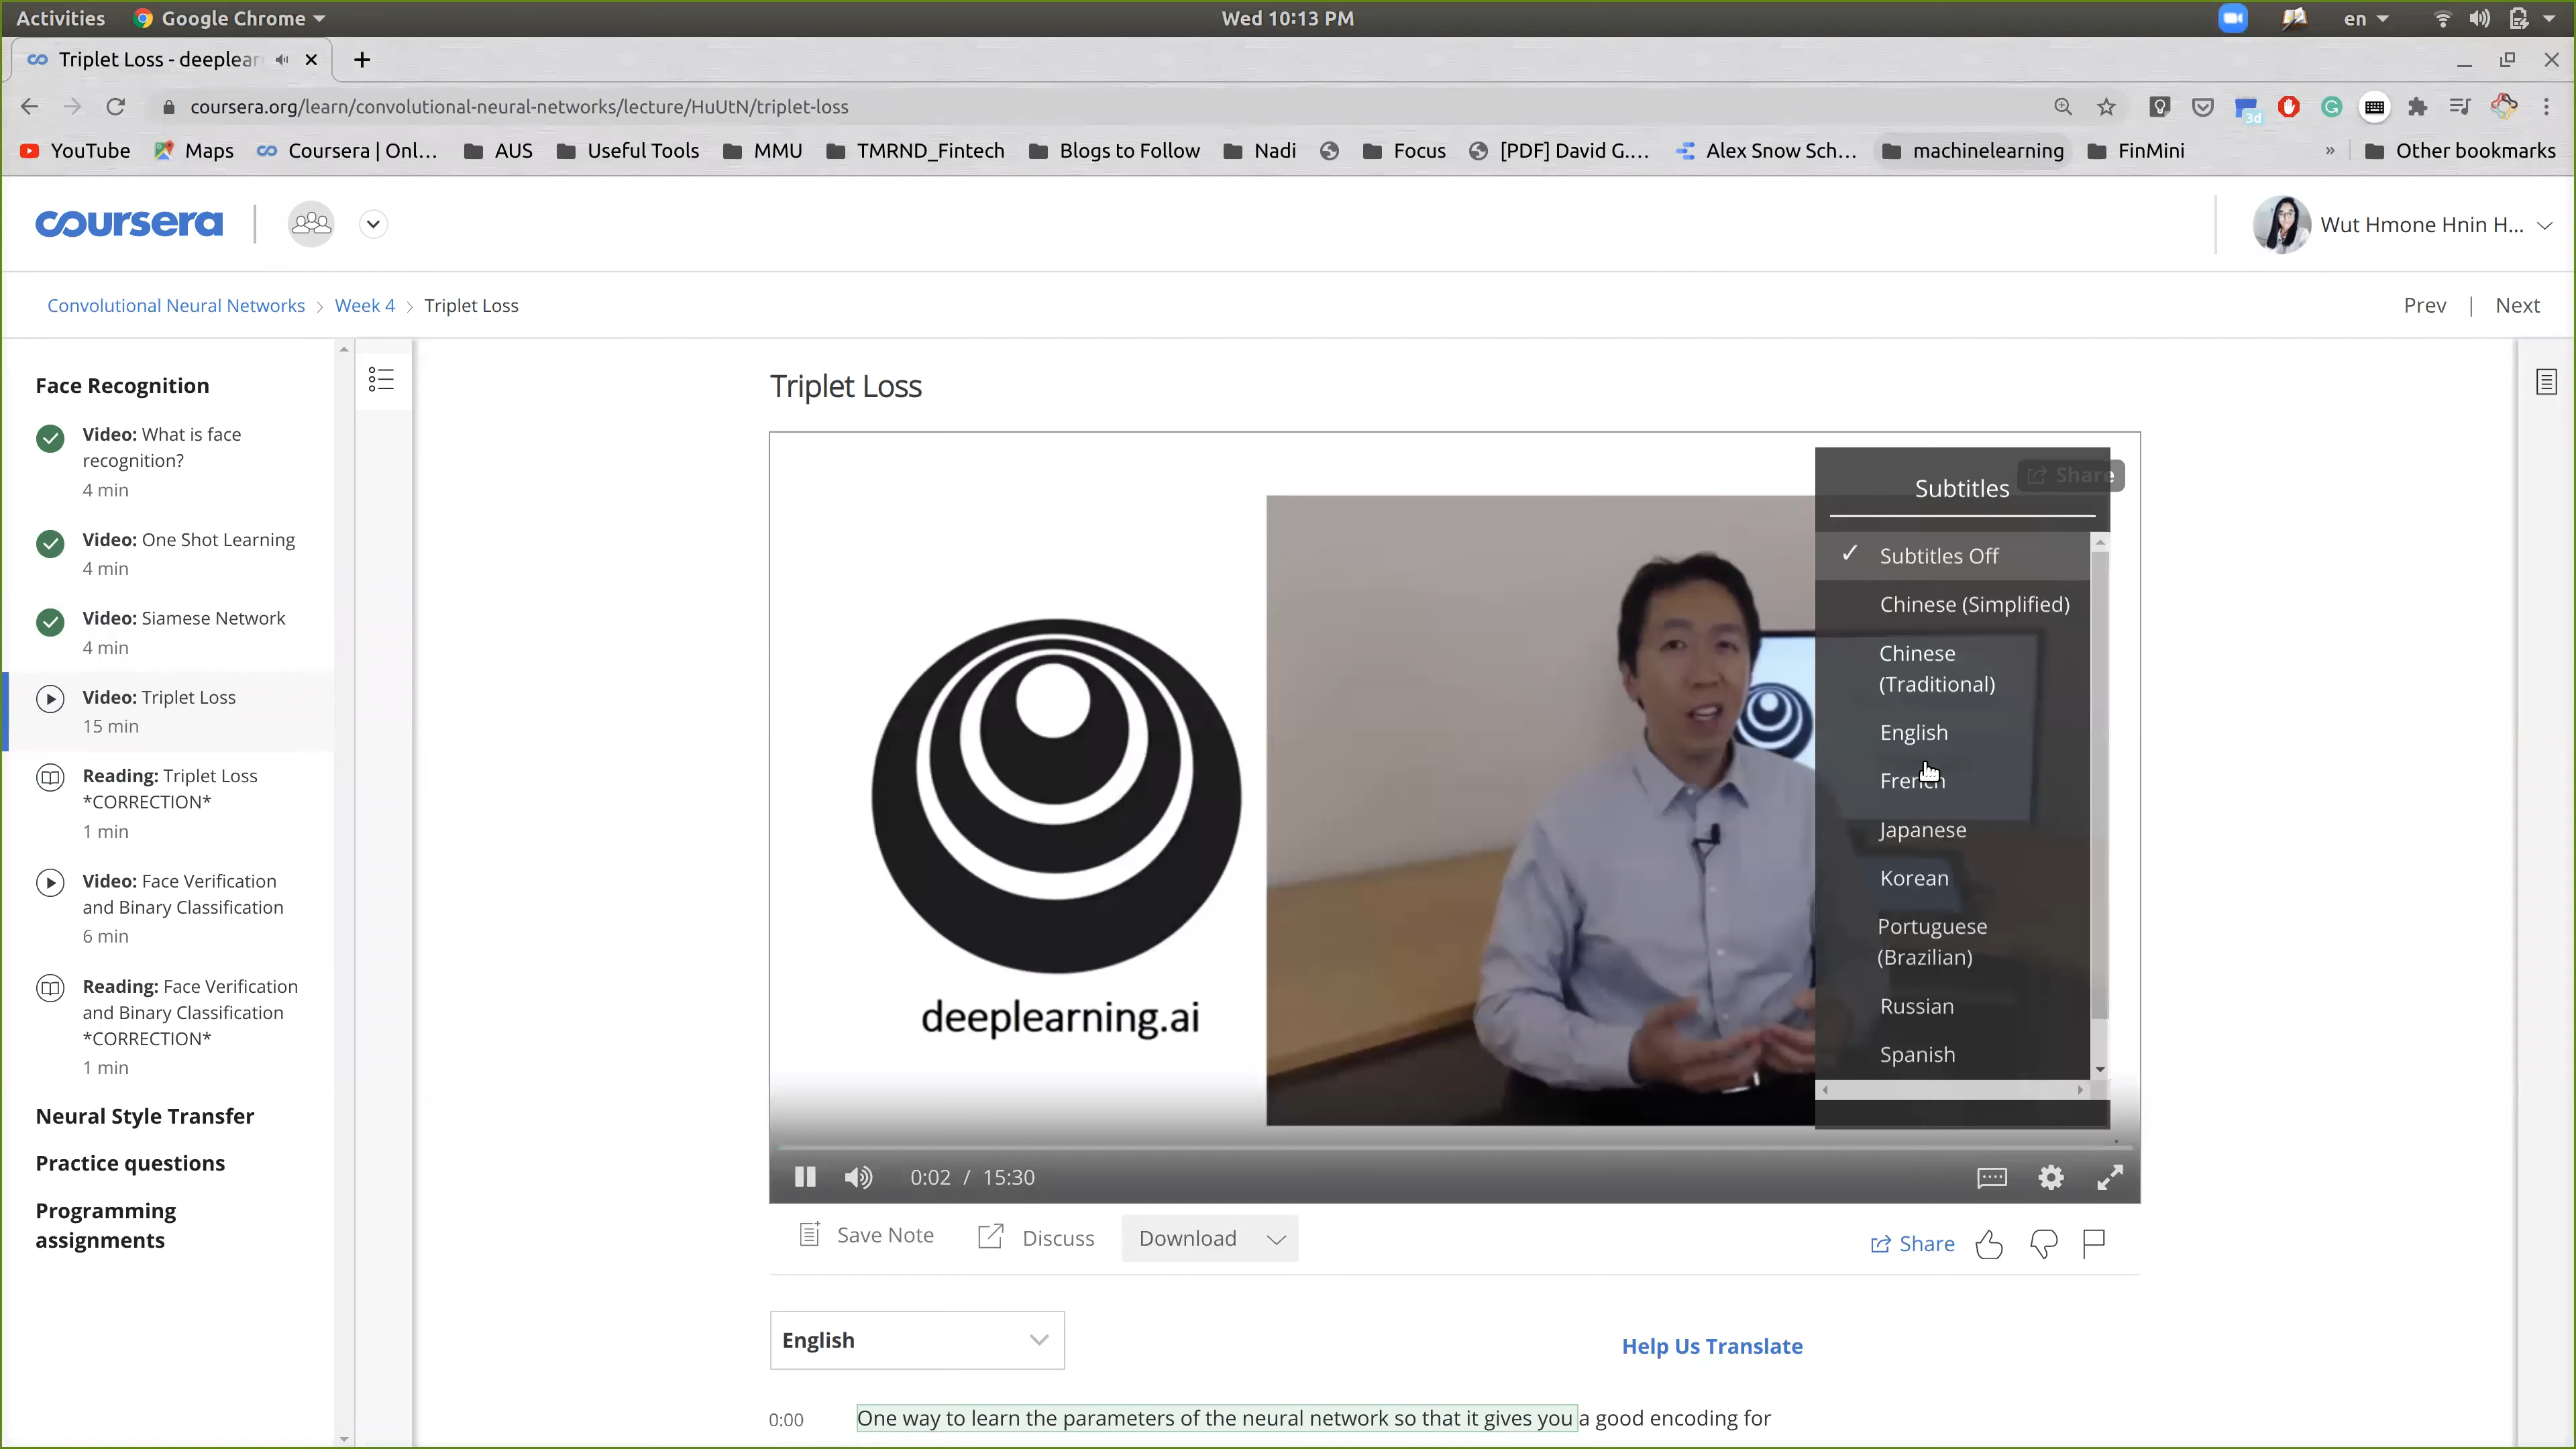 Activities
Google Chrome
Wed 10:13 PM
en
Triplet Loss - deeplear
coursera.org/learn/convolutional-neural-networks/lecture/HuUtN/triplet-loss
3d
YouTube
Maps
Coursera | Onl...
AUS
Useful Tools
MMU
TMRND_Fintech
Blogs to Follow
Nadi
Focus
[PDF] David G....
Alex Snow Sch...
machinelearning
FinMini
»
Other bookmarks
coursera
Wut Hmone Hnin H...
Convolutional Neural Networks > Week 4 > Triplet Loss
Prev | Next
Face Recognition
Video: What is face
recognition?
4 min
Video: One Shot Learning
4 min
Video: Siamese Network
4 min
Video: Triplet Loss
15 min
Reading: Triplet Loss
*CORRECTION*
1 min
Video: Face Verification
and Binary Classification
6 min
Reading: Face Verification
and Binary Classification
*CORRECTION*
1 min
Neural Style Transfer
Practice questions
Programming
assignments
Triplet Loss
deeplearning.ai
Share
Subtitles
✓ Subtitles Off
Chinese (Simplified)
Chinese
(Traditional)
English
French
Japanese
Korean
Portuguese
(Brazilian)
Russian
Spanish
0:02 / 15:30
Save Note
Discuss
Download
Share
English
Help Us Translate
0:00 One way to learn the parameters of the neural network so that it gives you a good encoding for